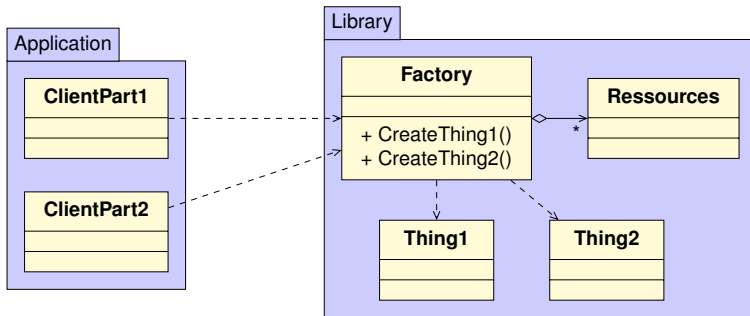 Application
ClientPart1
ClientPart2
Library
Factory
+ CreateThing1()
+ CreateThing2()
*
Ressources
Thing1
Thing2